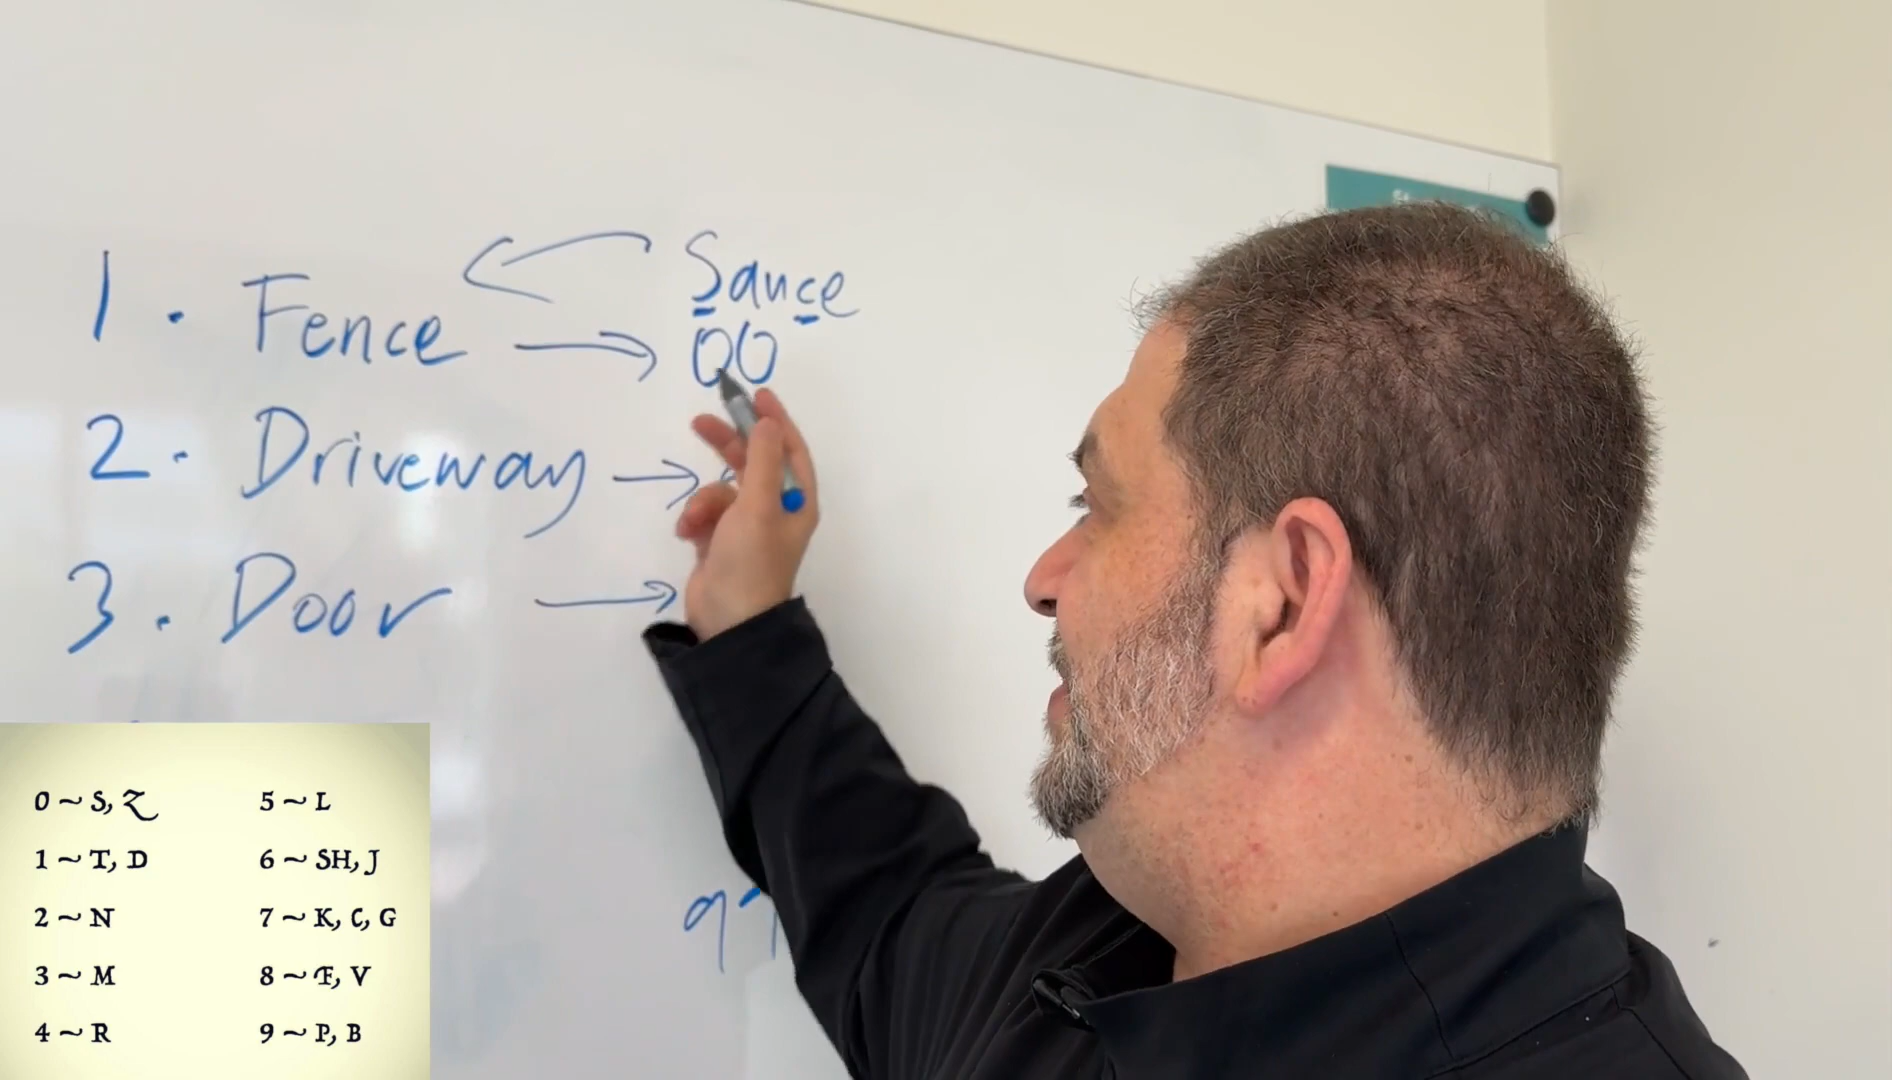 Sauce
1. Fence → 00
2. Driveway →
3. Door →
0 ~ S, Z
1 ~ T, D
2 ~ N
3 ~ M
4 ~ R
5 ~ L
6 ~ SH, J
7 ~ K, C, G
8 ~ F, V
9 ~ P, B